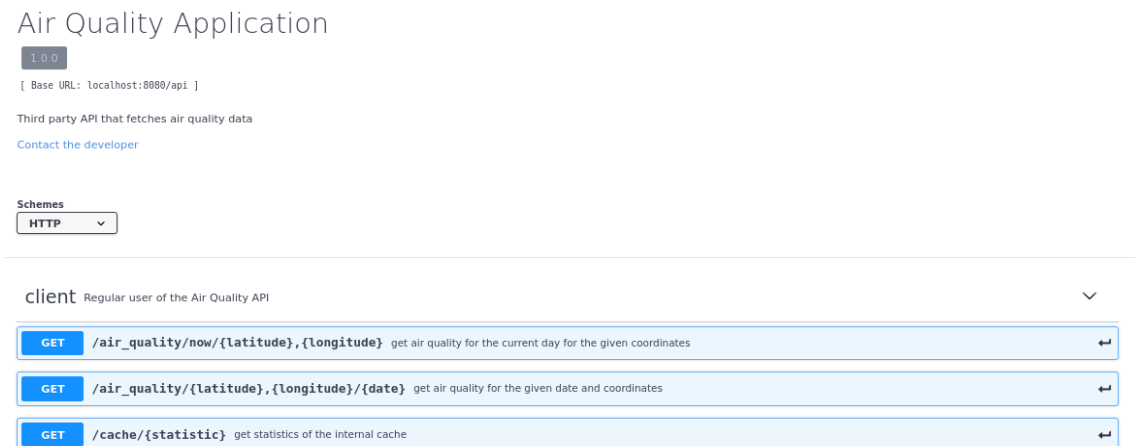 Air Quality Application
1.0.0
[ Base URL: localhost:8080/api ]
Third party API that fetches air quality data
Contact the developer
Schemes
HTTP
client Regular user of the Air Quality API
GET /air_quality/now/{latitude},{longitude} get air quality for the current day for the given coordinates
GET /air_quality/{latitude},{longitude}/{date} get air quality for the given date and coordinates
GET /cache/{statistic} get statistics of the internal cache